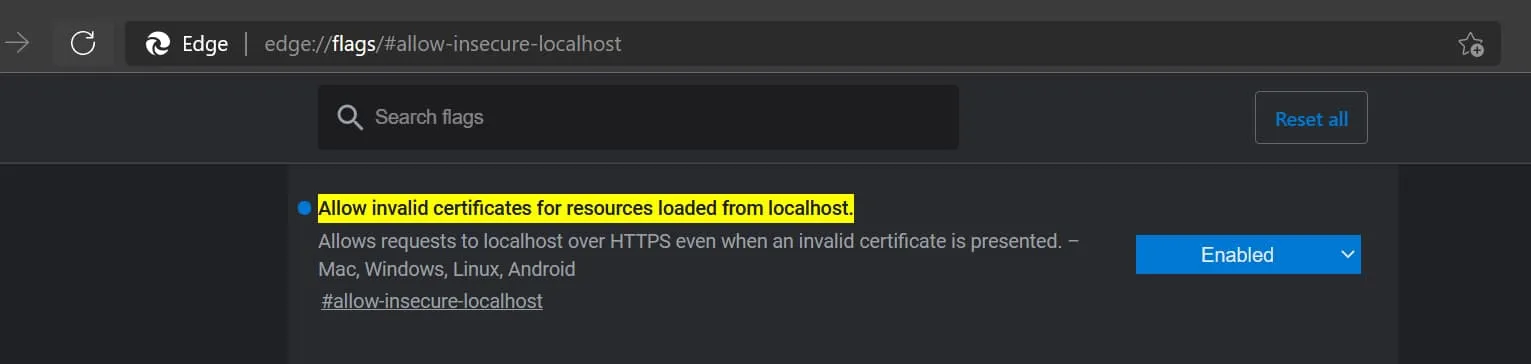 Edge | edge://flags/#allow-insecure-localhost
Search flags
Reset all
Allow invalid certificates for resources loaded from localhost.
Allows requests to localhost over HTTPS even when an invalid certificate is presented. –
Mac, Windows, Linux, Android
Enabled
#allow-insecure-localhost